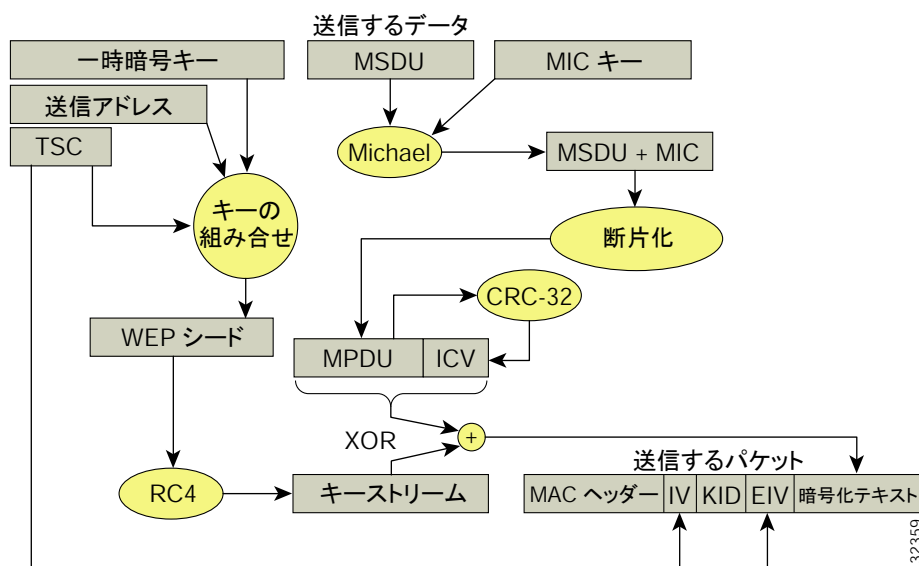 送信するデータ
一時暗号キー
MSDU
MIC キー
送信アドレス
TSC
Michael
MSDU + MIC
キーの
組み合せ
断片化
CRC-32
WEP シード
MPDU
ICV
XOR
+
送信するパケット
RC4
キーストリーム
MAC ヘッダー
IV
KID
EIV
暗号化テキスト
32359